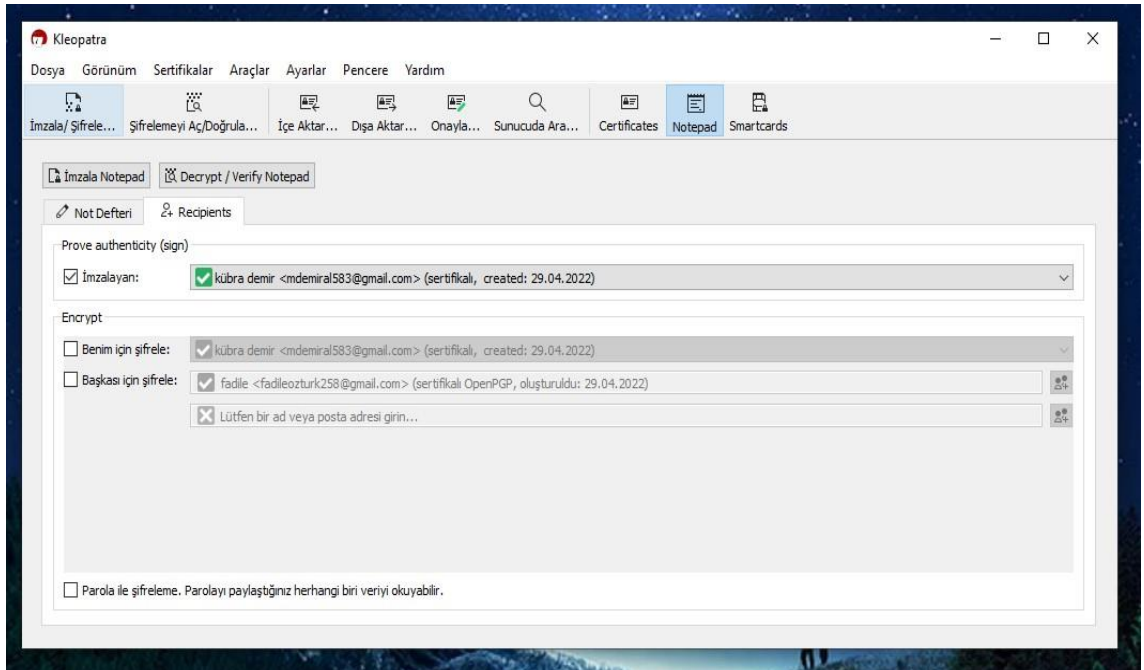 Kleopatra
Dosya Görünüm Sertifikalar Araçlar Ayarlar Pencere Yardım
İmzala/ Şifrele... Şifrelemeyi Aç/Doğrula... İçe Aktar... Dışa Aktar... Onayla... Sunucuda Ara... Certificates Notepad Smartcards
İmzala Notepad Decrypt / Verify Notepad
Not Defteri Recipients
Prove authenticity (sign)
İmzalayan: kübra demir <mdemiral583@gmail.com> (sertifikalı, created: 29.04.2022)
Encrypt
Benim için şifrele: kübra demir <mdemiral583@gmail.com> (sertifikalı, created: 29.04.2022)
Başkası için şifrele: fadile <fadileozturk258@gmail.com> (sertifikalı OpenPGP, oluşturuldu: 29.04.2022)
Lütfen bir ad veya posta adresi girin...
Parola ile şifreleme. Parolayı paylaştığınız herhangi biri veriyi okuyabilir.